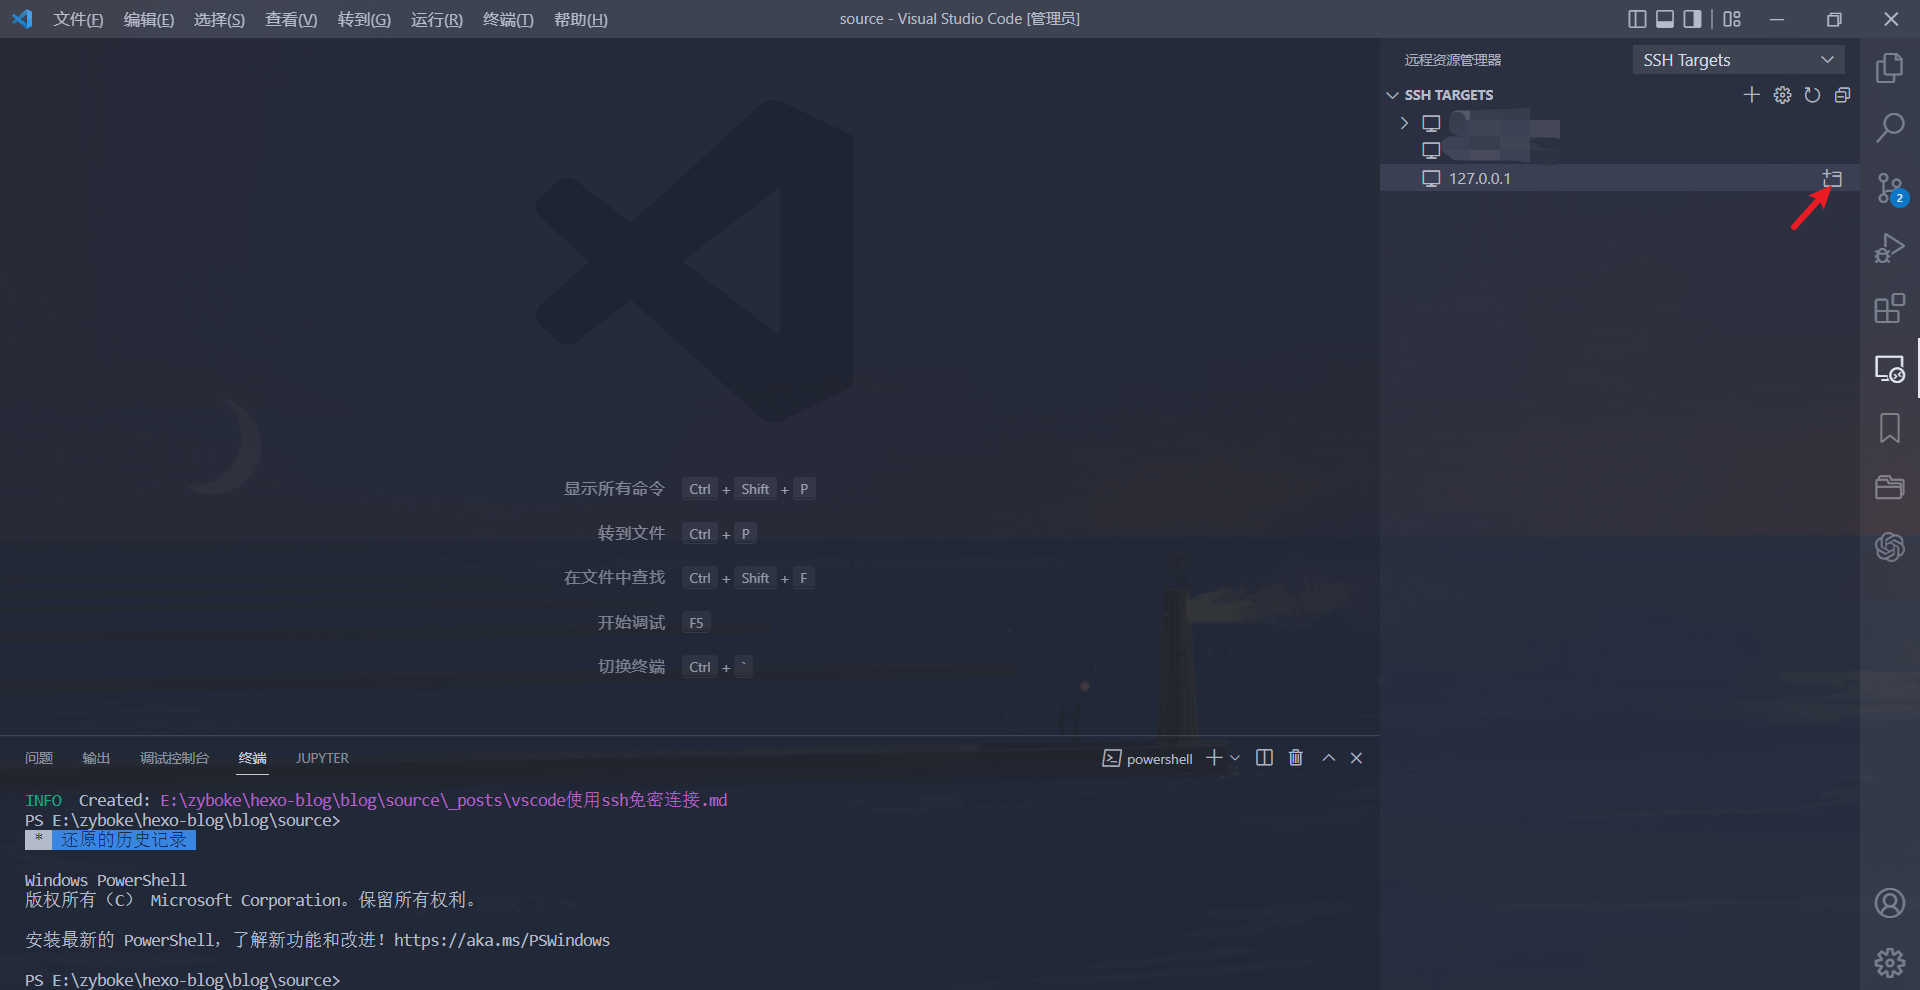 文件(F) 编辑(E) 选择(S) 查看(V) 转到(G) 运行(R) 终端(T) 帮助(H) source - Visual Studio Code [管理员]
远程资源管理器 SSH Targets
SSH TARGETS
127.0.0.1
2
显示所有命令 Ctrl + Shift + P
转到文件 Ctrl + P
在文件中查找 Ctrl + Shift + F
开始调试 F5
切换终端 Ctrl + `
问题 输出 调试控制台 终端 JUPYTER powershell
INFO Created: E:\zyboke\hexo-blog\blog\source\_posts\vscode使用ssh免密连接.md
PS E:\zyboke\hexo-blog\blog\source>
* 还原的历史记录
Windows PowerShell
版权所有（C） Microsoft Corporation。保留所有权利。
安装最新的 PowerShell，了解新功能和改进！https://aka.ms/PSWindows
PS E:\zyboke\hexo-blog\blog\source>